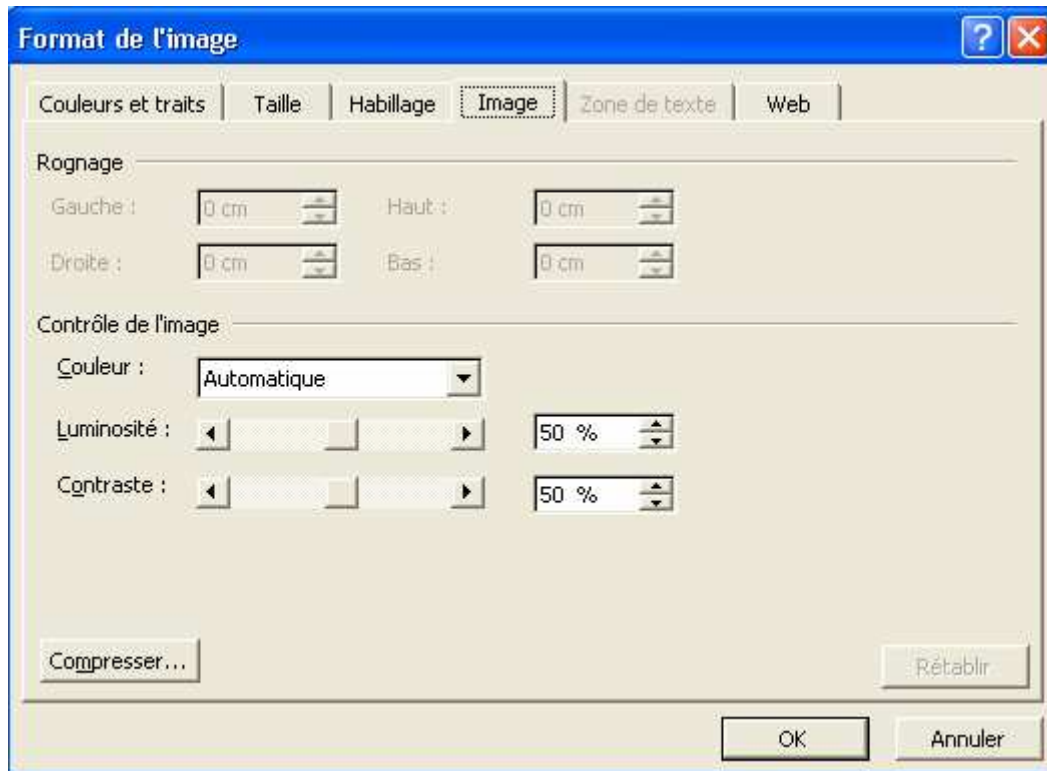 Format de l'image
Couleurs et traits Taille Habillage Image Zone de texte Web
Rognage
Gauche : 0 cm Haut : 0 cm
Droite : 0 cm Bas : 0 cm
Contrôle de l'image
Couleur : Automatique
Luminosité : 50 %
Contraste : 50 %
Compresser... Rétablir
OK Annuler